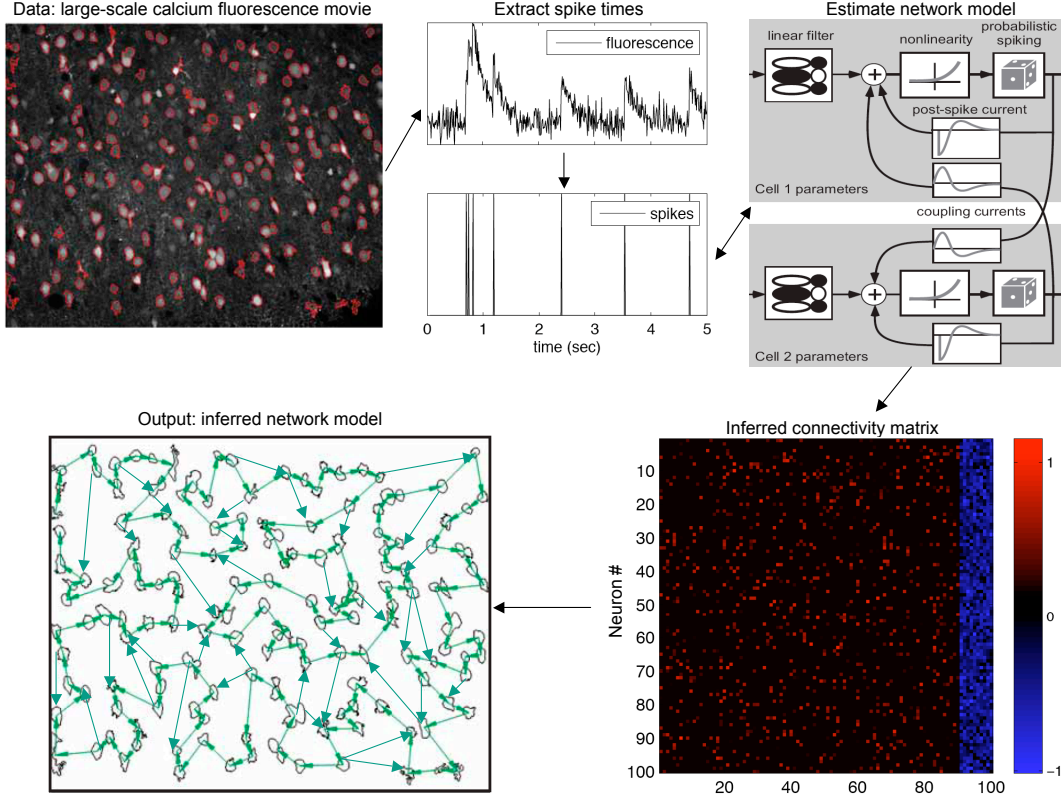 Data: large-scale calcium fluorescence movie
Extract spike times
Estimate network model
fluorescence
spikes
0 1 2 3 4 5
time (sec)
linear filter
nonlinearity
probabilistic
spiking
+
post-spike current
Cell 1 parameters
coupling currents
+
Cell 2 parameters
Output: inferred network model
Inferred connectivity matrix
Neuron #
10
20
30
40
50
60
70
80
90
100
20 40 60 80 100
1
0
−1